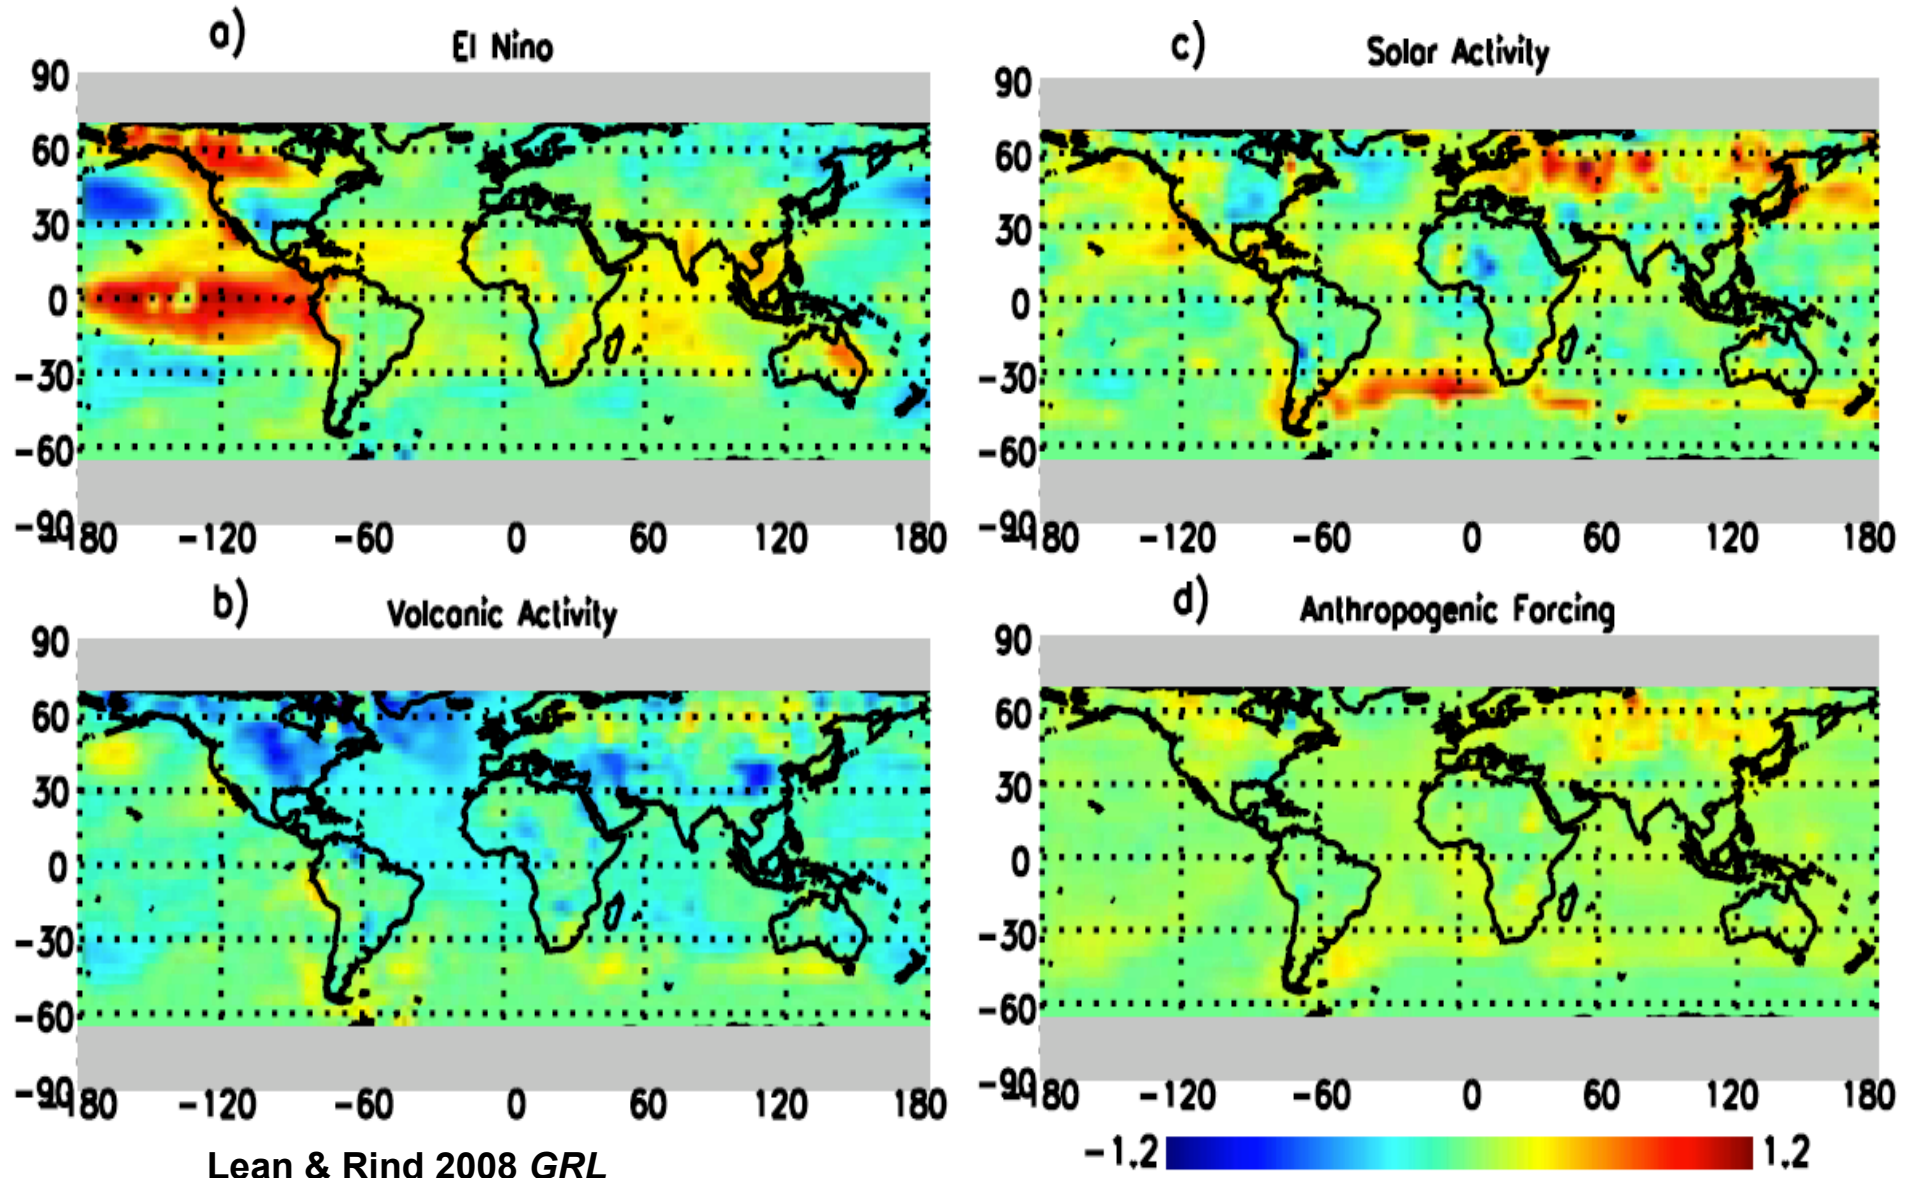 a)
El Nino
90
60
30
0
−30
−60
−90
−180 −120 −60 0 60 120 180
c)
Solar Activity
90
60
30
0
−30
−60
−90
−180 −120 −60 0 60 120 180
b)
Volcanic Activity
90
60
30
0
−30
−60
−90
−180 −120 −60 0 60 120 180
d)
Anthropogenic Forcing
90
60
30
0
−30
−60
−90
−180 −120 −60 0 60 120 180
−1.2 1.2
Lean & Rind 2008 GRL